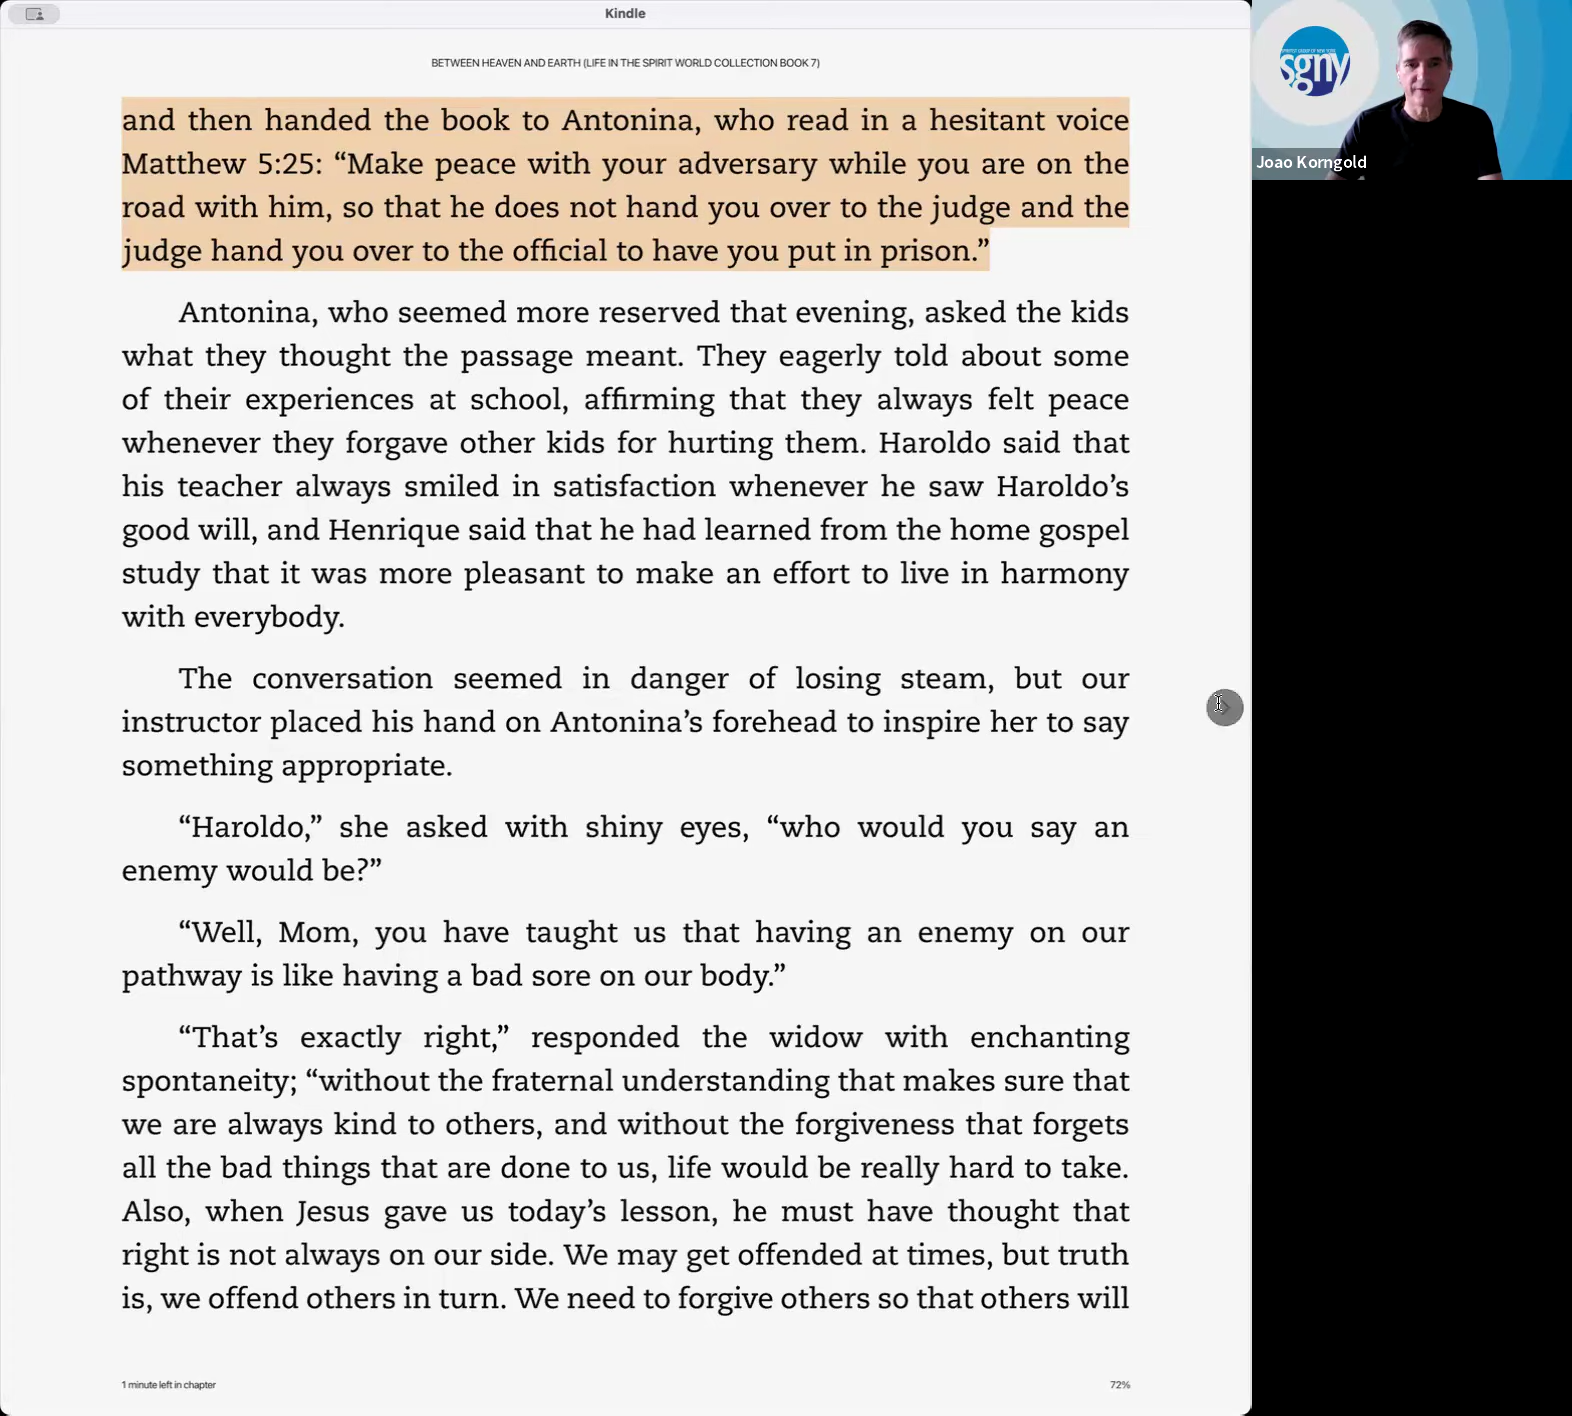 Kindle
BETWEEN HEAVEN AND EARTH (LIFE IN THE SPIRIT WORLD COLLECTION BOOK 7)
and then handed the book to Antonina, who read in a hesitant voice
Matthew 5:25: “Make peace with your adversary while you are on the
road with him, so that he does not hand you over to the judge and the
judge hand you over to the official to have you put in prison.”
Antonina, who seemed more reserved that evening, asked the kids
what they thought the passage meant. They eagerly told about some
of their experiences at school, affirming that they always felt peace
whenever they forgave other kids for hurting them. Haroldo said that
his teacher always smiled in satisfaction whenever he saw Haroldo’s
good will, and Henrique said that he had learned from the home gospel
study that it was more pleasant to make an effort to live in harmony
with everybody.
The conversation seemed in danger of losing steam, but our
instructor placed his hand on Antonina’s forehead to inspire her to say
something appropriate.
“Haroldo,” she asked with shiny eyes, “who would you say an
enemy would be?”
“Well, Mom, you have taught us that having an enemy on our
pathway is like having a bad sore on our body.”
“That’s exactly right,” responded the widow with enchanting
spontaneity; “without the fraternal understanding that makes sure that
we are always kind to others, and without the forgiveness that forgets
all the bad things that are done to us, life would be really hard to take.
Also, when Jesus gave us today’s lesson, he must have thought that
right is not always on our side. We may get offended at times, but truth
is, we offend others in turn. We need to forgive others so that others will
1 minute left in chapter
72%
sgny
Joao Korngold